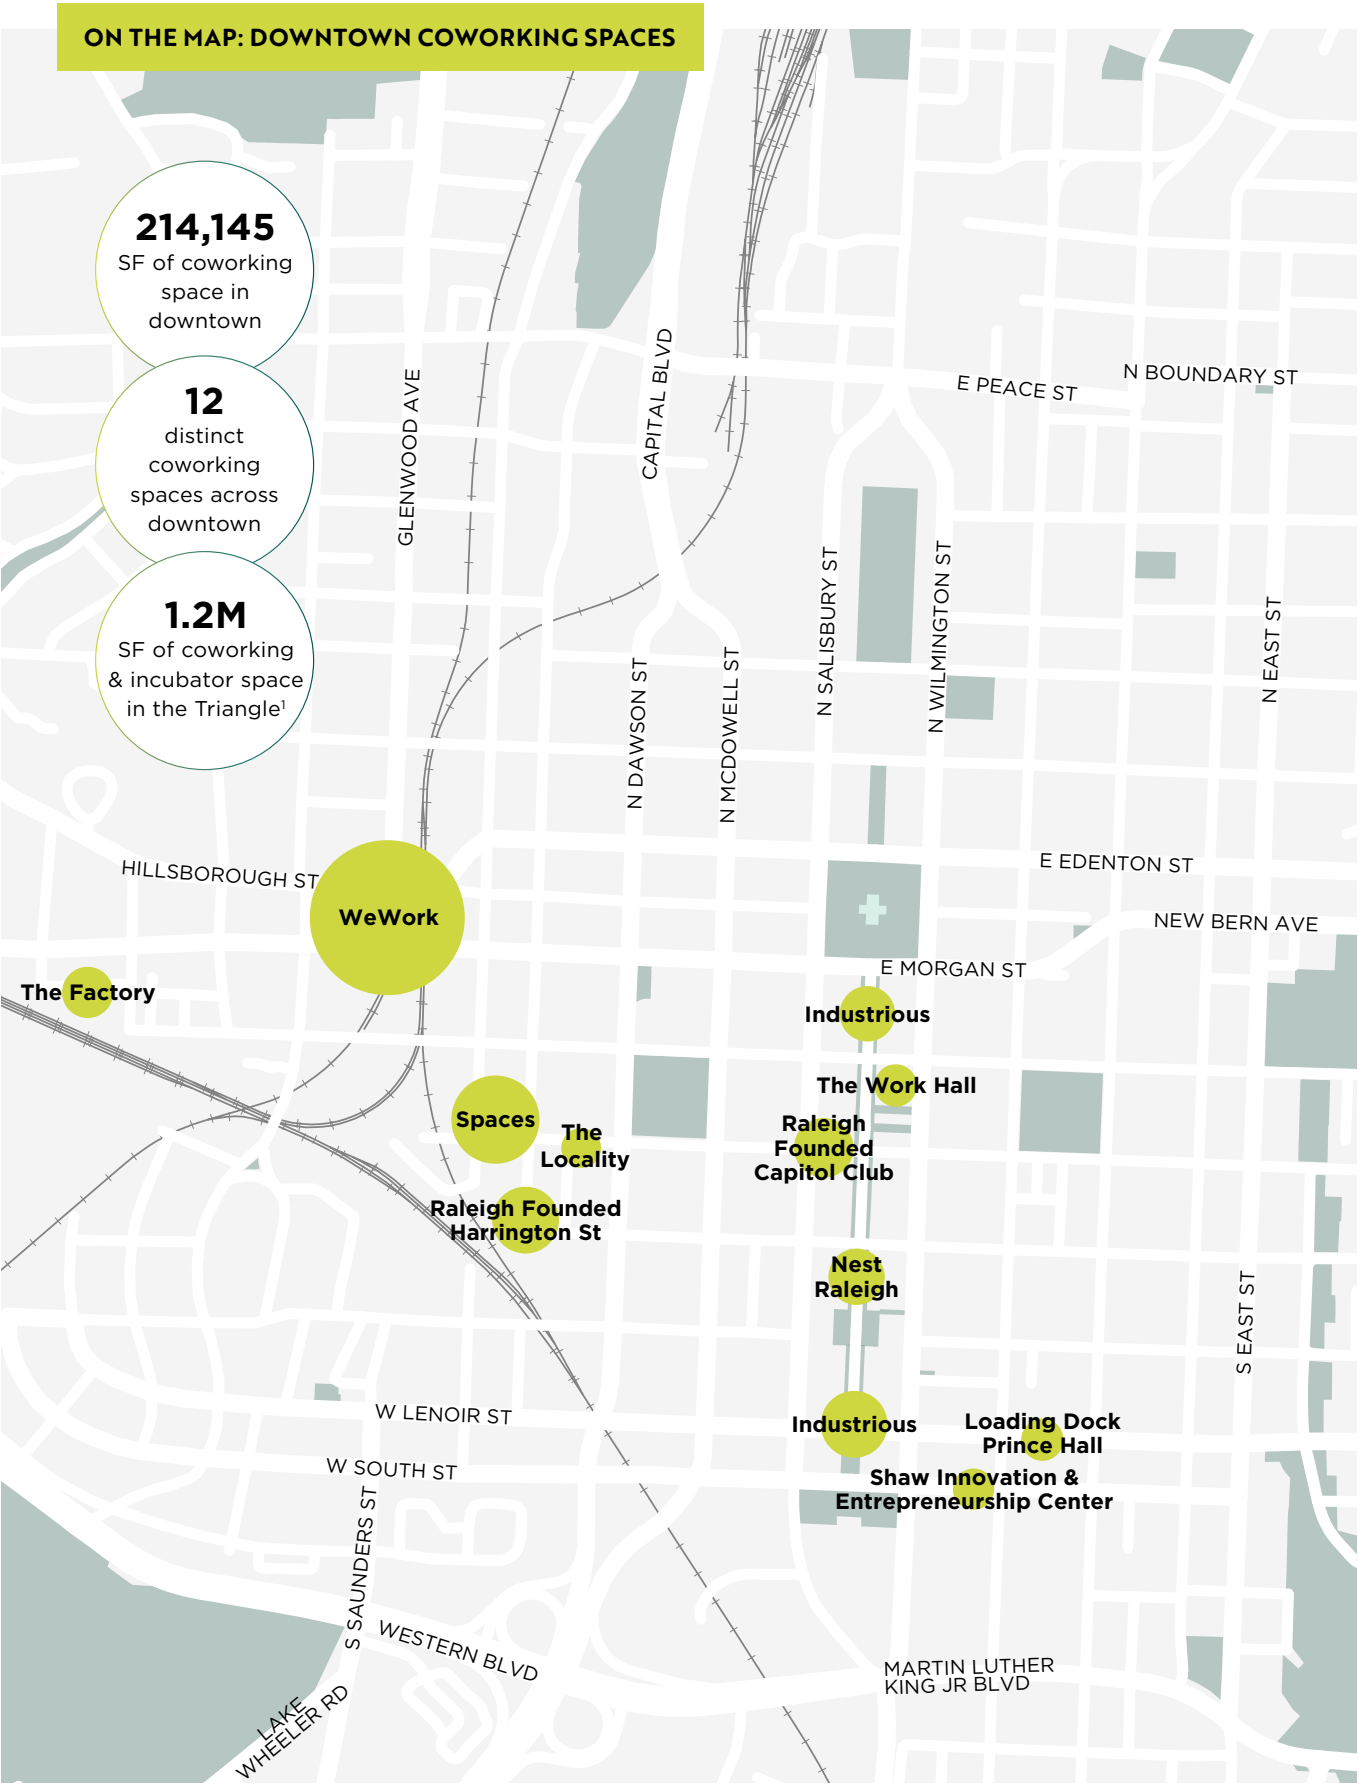 ON THE MAP: DOWNTOWN COWORKING SPACES
214,145
SF of coworking
space in
downtown
12
distinct
coworking
spaces across
downtown
1.2M
SF of coworking
& incubator space
in the Triangle¹
GLENWOOD AVE
CAPITAL BLVD
E PEACE ST
N BOUNDARY ST
N DAWSON ST
N MCDOWELL ST
N SALISBURY ST
N WILMINGTON ST
N EAST ST
HILLSBOROUGH ST
WeWork
E EDENTON ST
NEW BERN AVE
E MORGAN ST
The Factory
Industrious
The Work Hall
Spaces
The
Locality
Raleigh
Founded
Capitol Club
Raleigh Founded
Harrington St
Nest
Raleigh
S EAST ST
W LENOIR ST
Industrious
Loading Dock
Prince Hall
W SOUTH ST
Shaw Innovation &
Entrepreneurship Center
S SAUNDERS ST
WESTERN BLVD
MARTIN LUTHER
KING JR BLVD
LAKE
WHEELER RD